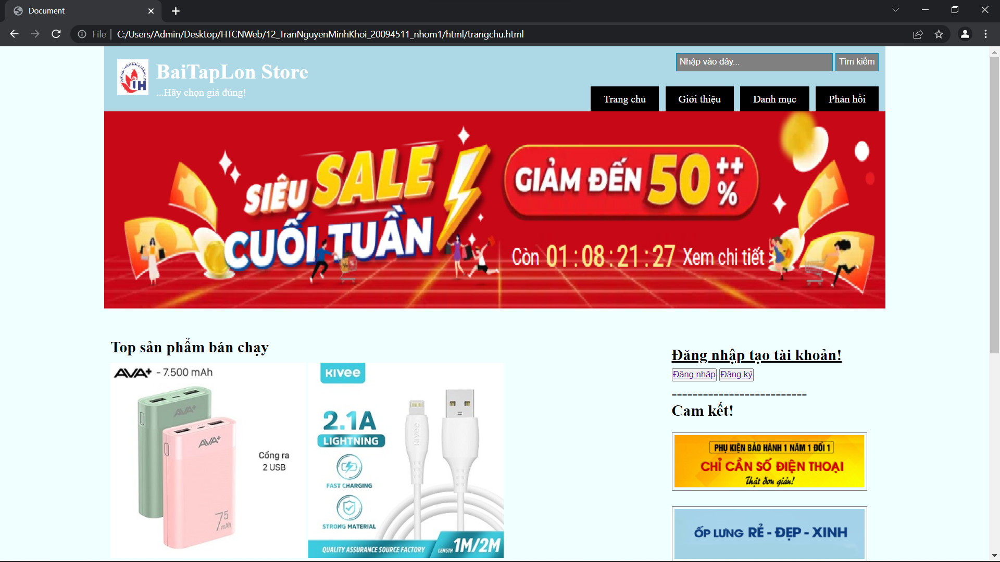 Document
File
C:/Users/Admin/Desktop/HTCNWeb/12_TranNguyenMinhKhoi_20094511_nhom1/html/trangchu.html
IH
BaiTapLon Store
...Hãy chọn giá đúng!
Nhập vào đây...
Tìm kiếm
Trang chủ
Giới thiệu
Danh mục
Phản hồi
SIÊU SALE
CUỐI TUẦN
GIẢM ĐẾN 50++%
Còn 01 : 08 : 21 : 27 Xem chi tiết >
Top sản phẩm bán chạy
AVA+ - 7.500 mAh
AVA+
AVA+
Cổng ra
2 USB
75
mAh
KIVEE
2.1A
LIGHTNING
FAST CHARGING
STRONG MATERIAL
KIVEE
QUALITY ASSURANCE SOURCE FACTORY
LENGTH 1M/2M
Đăng nhập tạo tài khoản!
Đăng nhập
Đăng ký
--------------------------
Cam kết!
PHỤ KIỆN BẢO HÀNH 1 NĂM 1 ĐỔI 1
CHỈ CẦN SỐ ĐIỆN THOẠI
Thật đơn giản!
ỐP LƯNG RẺ - ĐẸP - XINH